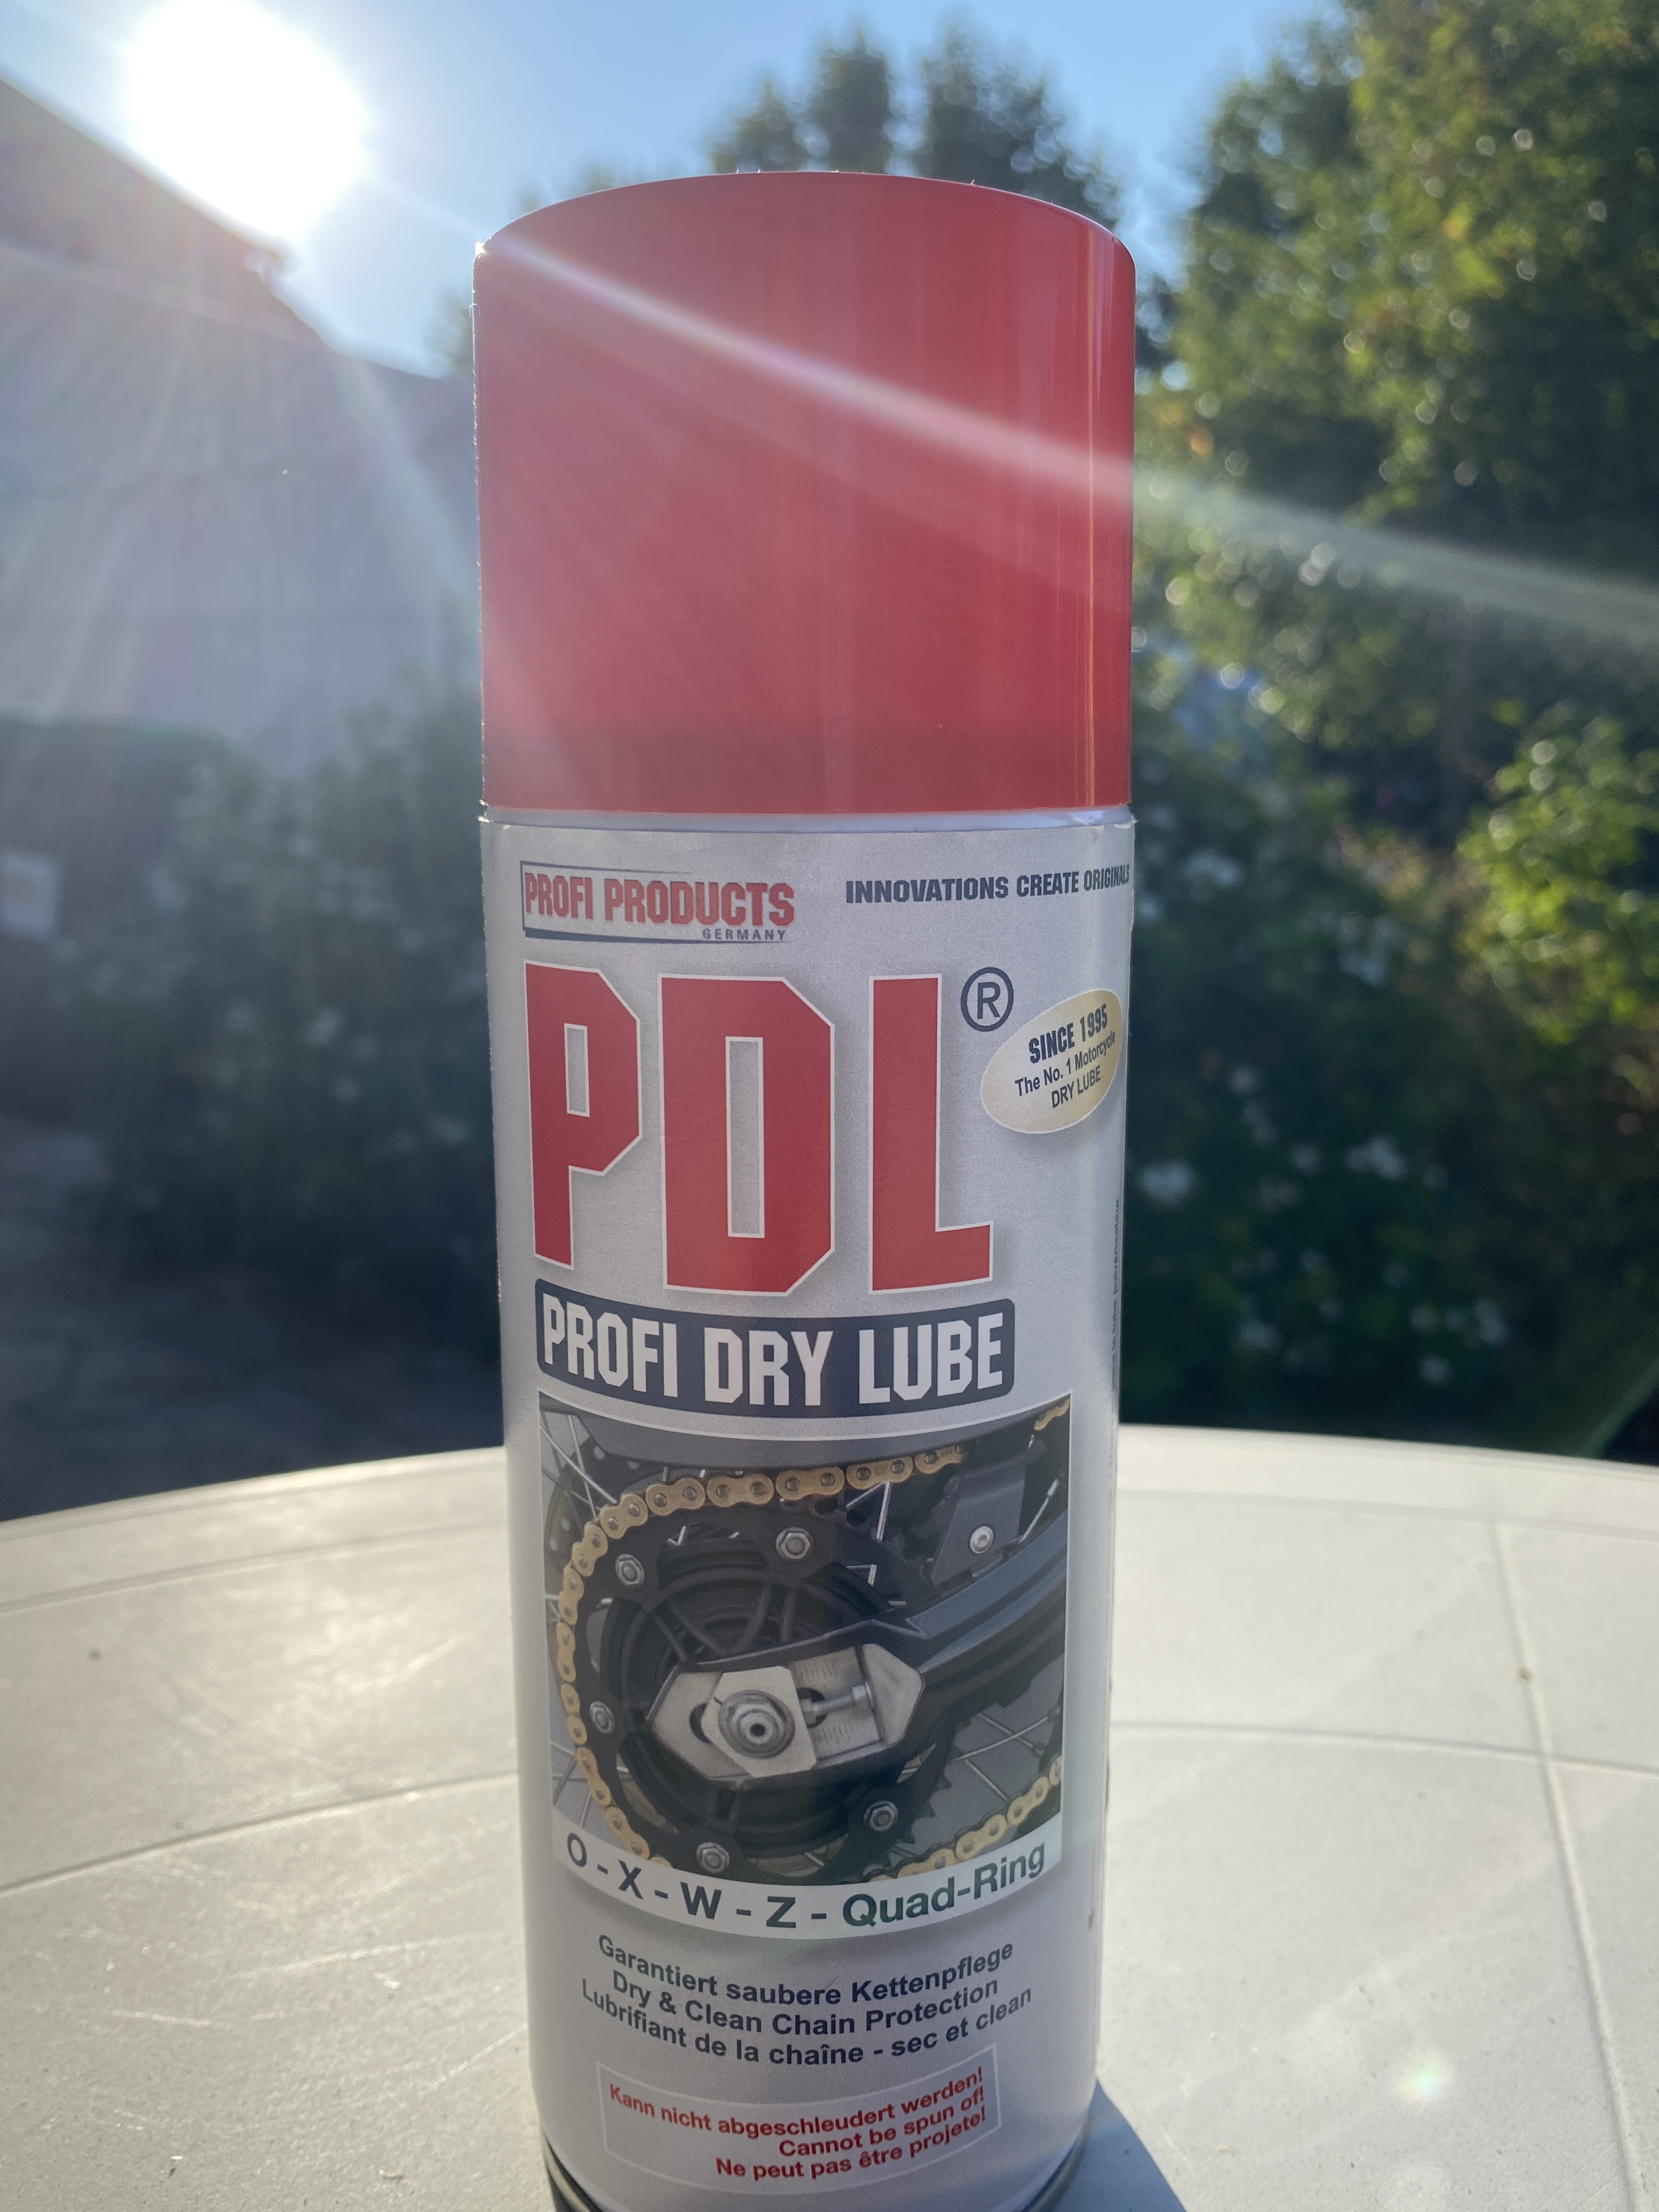 PROFI PRODUCTS
GERMANY
INNOVATIONS CREATE ORIGINALS
PDL®
SINCE 1995
The No. 1 Motorcycle
DRY LUBE
PROFI DRY LUBE
O - X - W - Z - Quad-Ring
Garantiert saubere Kettenpflege
Dry & Clean Chain Protection
Lubrifiant de la chaîne - sec et clean
Kann nicht abgeschleudert werden!
Cannot be spun of!
Ne peut pas être projeté!